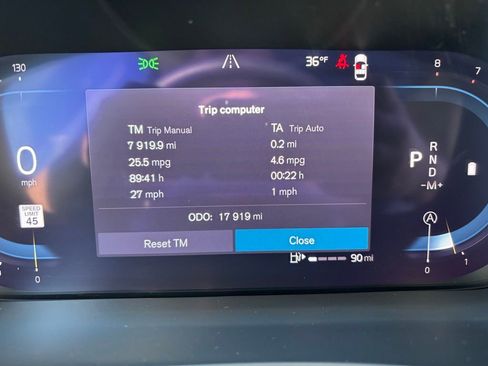 130
36°F
8
7
Trip computer
TM Trip Manual
TA Trip Auto
7 919.9 mi
0.2 mi
25.5 mpg
4.6 mpg
89:41 h
00:22 h
27 mph
1 mph
ODO: 17 919 mi
Reset TM
Close
0
mph
SPEED
LIMIT
45
P
R
N
D
-M+
A
0
0
1
90 mi